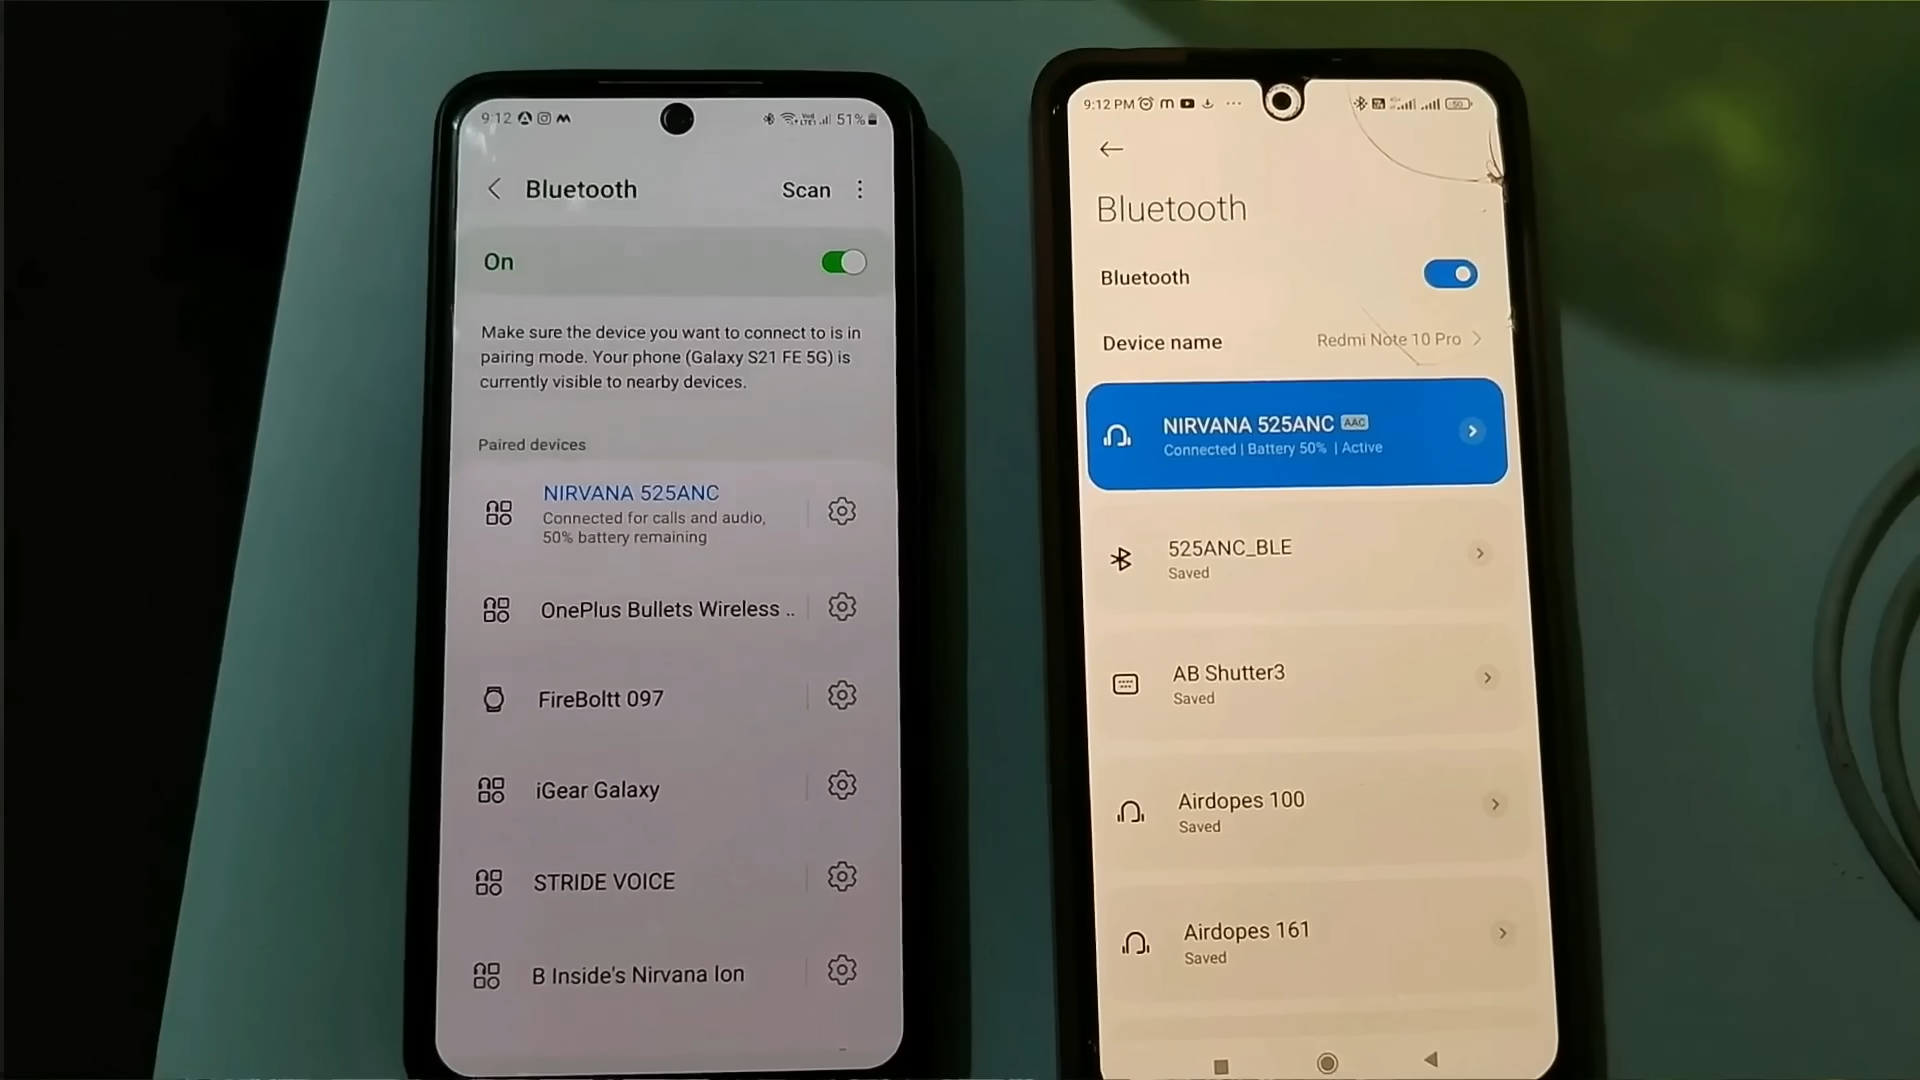 9:12
51%
Bluetooth
Scan
On
Make sure the device you want to connect to is in
pairing mode. Your phone (Galaxy S21 FE 5G) is
currently visible to nearby devices.
Paired devices
NIRVANA 525ANC
Connected for calls and audio,
50% battery remaining
OnePlus Bullets Wireless ..
FireBoltt 097
iGear Galaxy
STRIDE VOICE
B Inside's Nirvana Ion
9:12 PM
50
Bluetooth
Bluetooth
Device name
Redmi Note 10 Pro
NIRVANA 525ANC AAC
Connected | Battery 50% | Active
525ANC_BLE
Saved
AB Shutter3
Saved
Airdopes 100
Saved
Airdopes 161
Saved